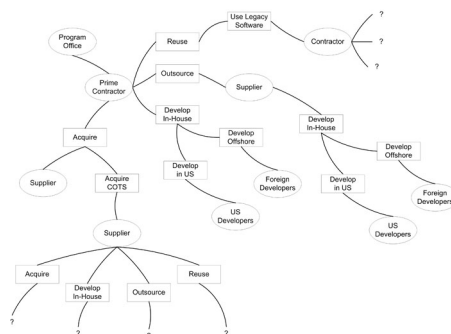 Program
Office
Reuse
Use Legacy
Software
Contractor
?
?
?
Prime
Contractor
Outsource
Supplier
Develop
In-House
Develop
In-House
Acquire
Develop
Offshore
Develop
Offshore
Supplier
Acquire
COTS
Develop
in US
Foreign
Developers
Develop
in US
Foreign
Developers
US
Developers
US
Developers
Supplier
Acquire
Develop
In-House
Outsource
Reuse
?
?
?